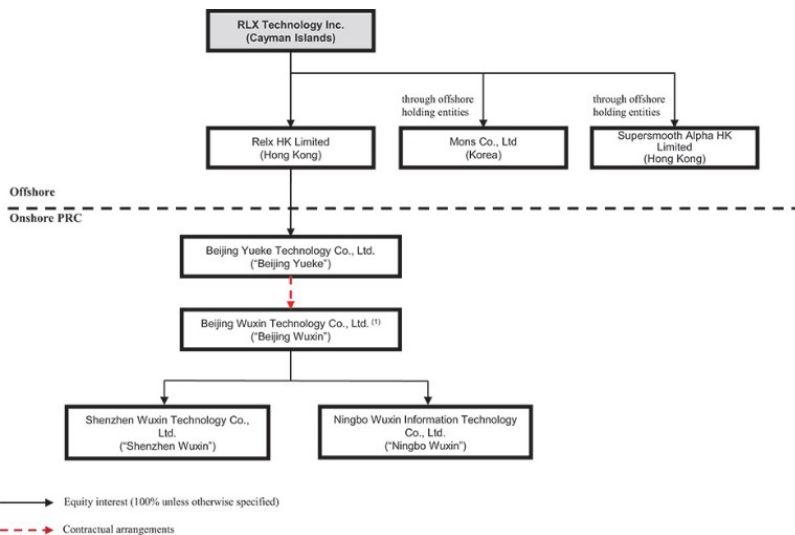 RLX Technology Inc.
(Cayman Islands)
through offshore
holding entities
through offshore
holding entities
Relx HK Limited
(Hong Kong)
Mons Co., Ltd
(Korea)
Supersmooth Alpha HK
Limited
(Hong Kong)
Offshore
Onshore PRC
Beijing Yueke Technology Co., Ltd.
("Beijing Yueke")
Beijing Wuxin Technology Co., Ltd. (1)
("Beijing Wuxin")
Shenzhen Wuxin Technology Co.,
Ltd.
("Shenzhen Wuxin")
Ningbo Wuxin Information Technology
Co., Ltd.
("Ningbo Wuxin")
Equity interest (100% unless otherwise specified)
Contractual arrangements